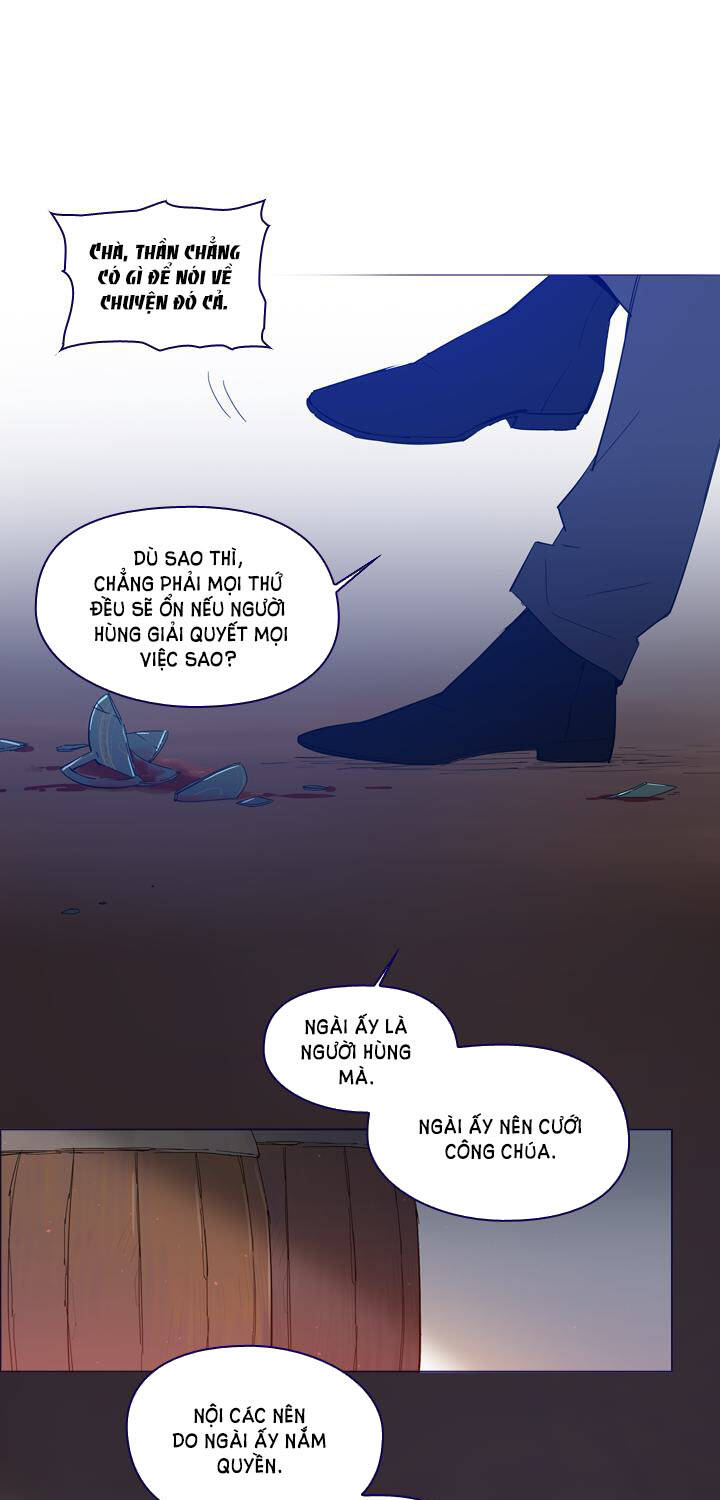 CHÀ, THẦN CHẲNG
CÓ GÌ ĐỂ NÓI VỀ
CHUYỆN ĐÓ CẢ.
DÙ SAO THÌ,
CHẲNG PHẢI MỌI THỨ
ĐỀU SẼ ỔN NẾU NGƯỜI
HÙNG GIẢI QUYẾT MỌI
VIỆC SAO?
NGÀI ẤY LÀ
NGƯỜI HÙNG
MÀ.
NGÀI ẤY NÊN CƯỚI
CÔNG CHÚA.
NỘI CÁC NÊN
DO NGÀI ẤY NẮM
QUYỀN.